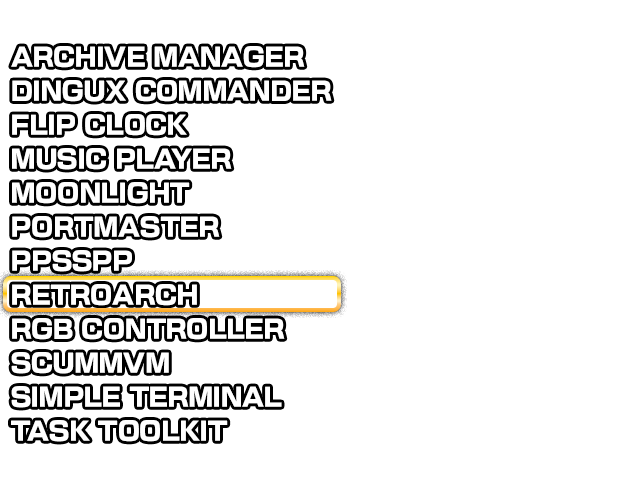 ARCHIVE MANAGER
DINGUX COMMANDER
FLIP CLOCK
MUSIC PLAYER
MOONLIGHT
PORTMASTER
PPSSPP
RETROARCH
RGB CONTROLLER
SCUMMVM
SIMPLE TERMINAL
TASK TOOLKIT